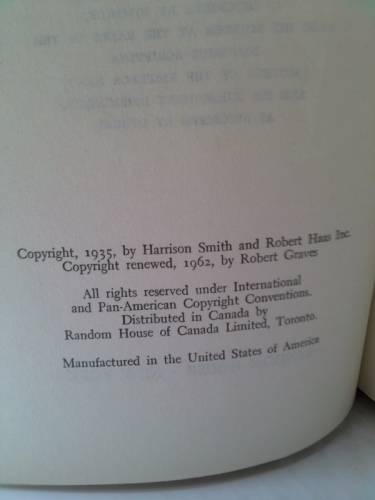 Copyright, 1935, by Harrison Smith and Robert Haas Inc.
Copyright renewed, 1962, by Robert Graves
All rights reserved under International
and Pan-American Copyright Conventions.
Distributed in Canada by
Random House of Canada Limited, Toronto.
Manufactured in the United States of America